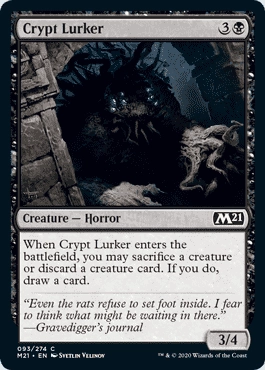 Crypt Lurker 3
Creature — Horror M21
When Crypt Lurker enters the
battlefield, you may sacrifice a creature
or discard a creature card. If you do,
draw a card.
“Even the rats refuse to set foot inside. I fear
to think what might be waiting in there.”
—Gravedigger’s journal
3/4
093/274 C
M21 • EN SVETLIN VELINOV ™ & © 2020 Wizards of the Coast